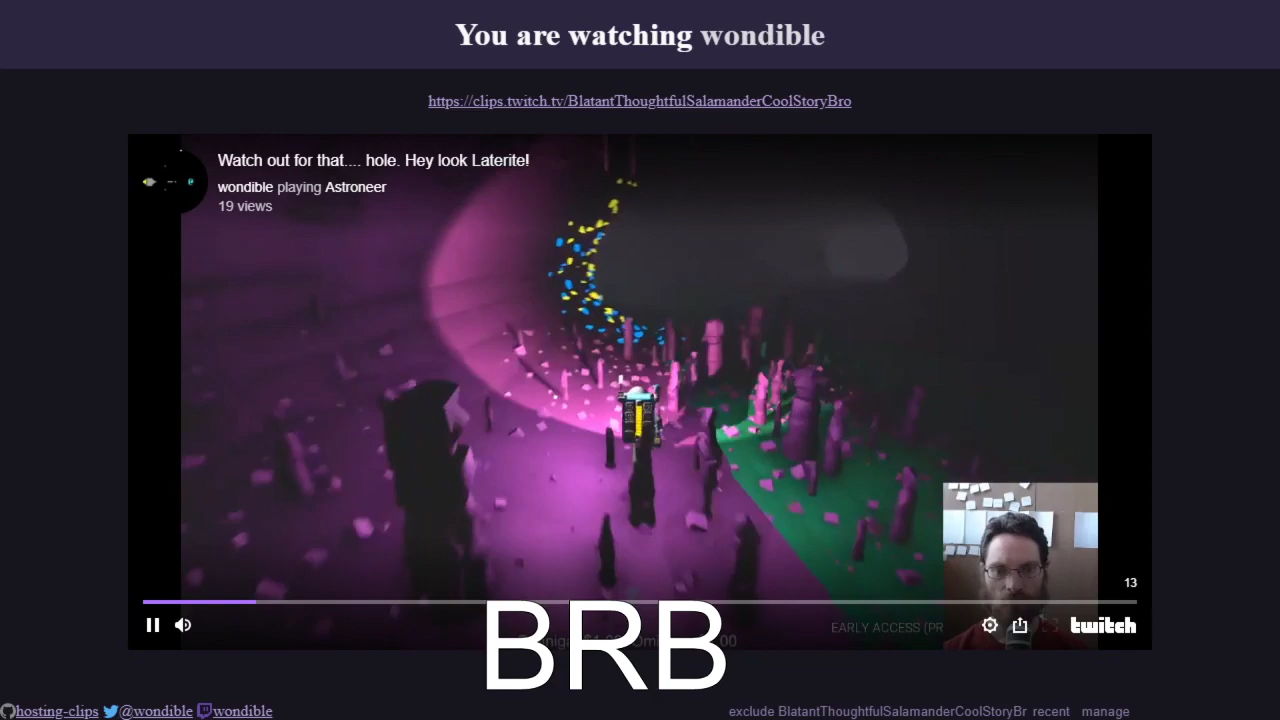 You are watching wondible
https://clips.twitch.tv/BlatantThoughtfulSalamanderCoolStoryBro
Watch out for that.... hole. Hey look Laterite!
wondible playing Astroneer
19 views
13
EARLY ACCESS (PR
twitch
BRB
hosting-clips @wondible wondible
exclude BlatantThoughtfulSalamanderCoolStoryBr recent manage